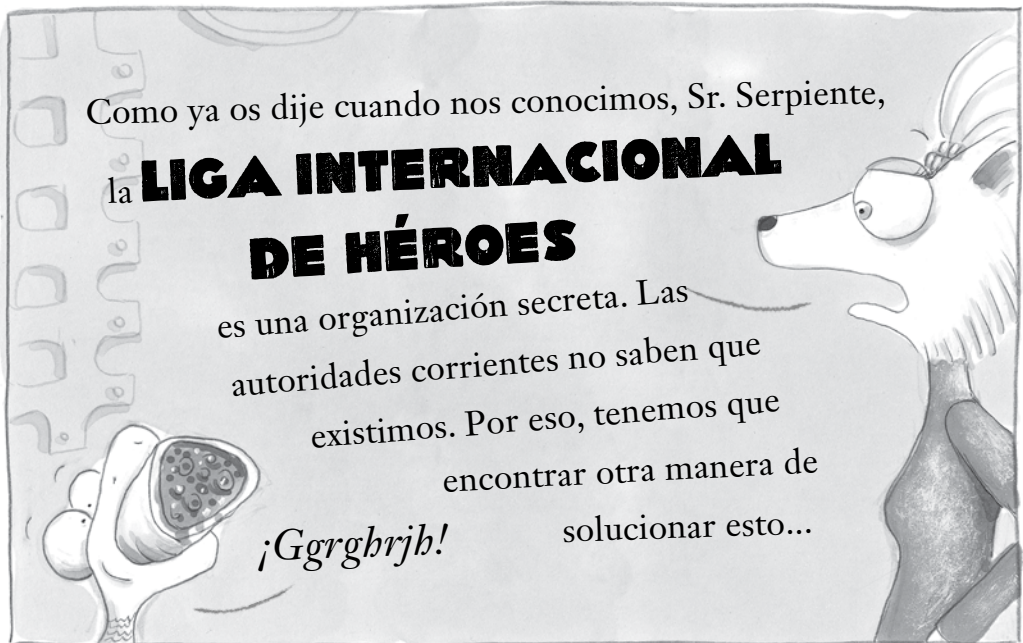 Como ya os dije cuando nos conocimos, Sr. Serpiente,
la LIGA INTERNACIONAL
DE HÉROES
es una organización secreta. Las
autoridades corrientes no saben que
existimos. Por eso, tenemos que
encontrar otra manera de
solucionar esto...
¡Ggrghrjh!